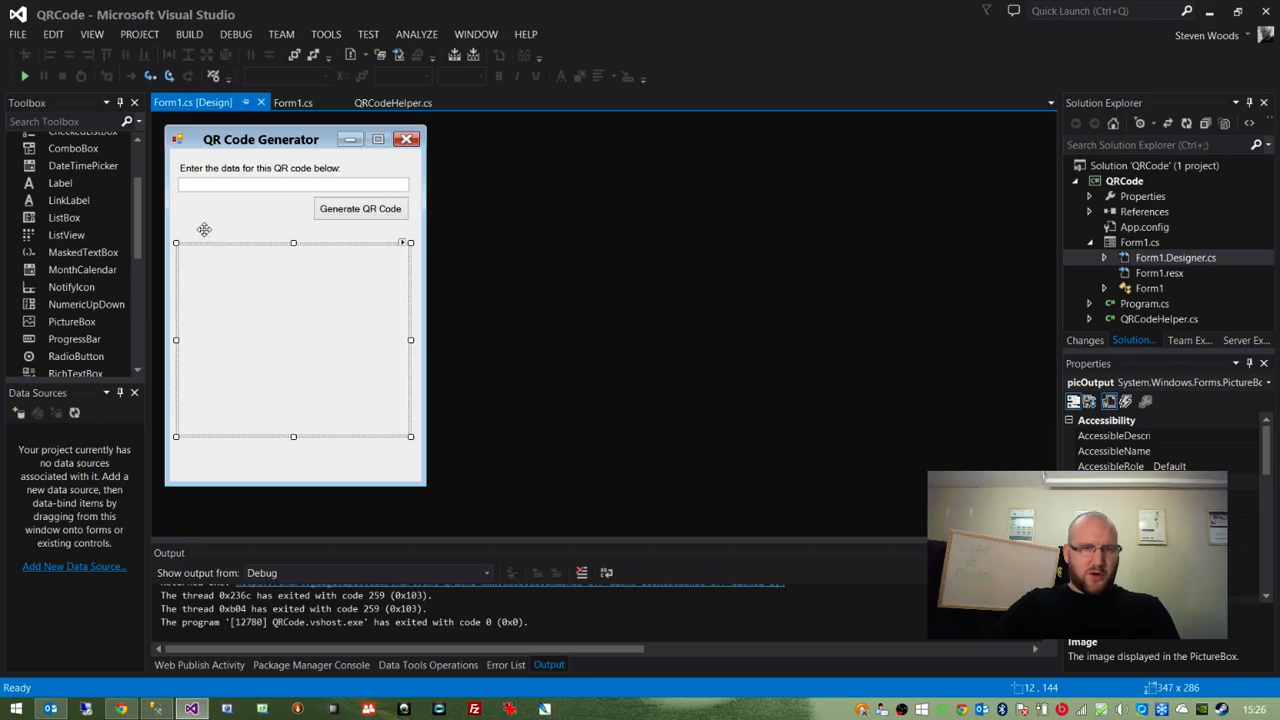 QRCode - Microsoft Visual Studio
Quick Launch (Ctrl+Q)
FILE EDIT VIEW PROJECT BUILD DEBUG TEAM TOOLS TEST ANALYZE WINDOW HELP
Steven Woods
Toolbox
Search Toolbox
CheckedListBox
ComboBox
DateTimePicker
Label
LinkLabel
ListBox
ListView
MaskedTextBox
MonthCalendar
NotifyIcon
NumericUpDown
PictureBox
ProgressBar
RadioButton
RichTextBox
Data Sources
Your project currently has
no data sources
associated with it. Add a
new data source, then
data-bind items by
dragging from this
window onto forms or
existing controls.
Add New Data Source...
Form1.cs [Design] Form1.cs QRCodeHelper.cs
QR Code Generator
Enter the data for this QR code below:
Generate QR Code
Output
Show output from: Debug
The thread 0x236c has exited with code 259 (0x103).
The thread 0xb04 has exited with code 259 (0x103).
The program '[12780] QRCode.vshost.exe' has exited with code 0 (0x0).
Web Publish Activity Package Manager Console Data Tools Operations Error List Output
Solution Explorer
Search Solution Explorer (Ctrl+;)
Solution 'QRCode' (1 project)
QRCode
Properties
References
App.config
Form1.cs
Form1.Designer.cs
Form1.resx
Form1
Program.cs
QRCodeHelper.cs
Changes Solution... Team Ex... Server Ex...
Properties
picOutput System.Windows.Forms.PictureBo
Accessibility
AccessibleDescri
AccessibleName
AccessibleRole Default
Image
The image displayed in the PictureBox.
Ready
12 , 144
347 x 286
15:26